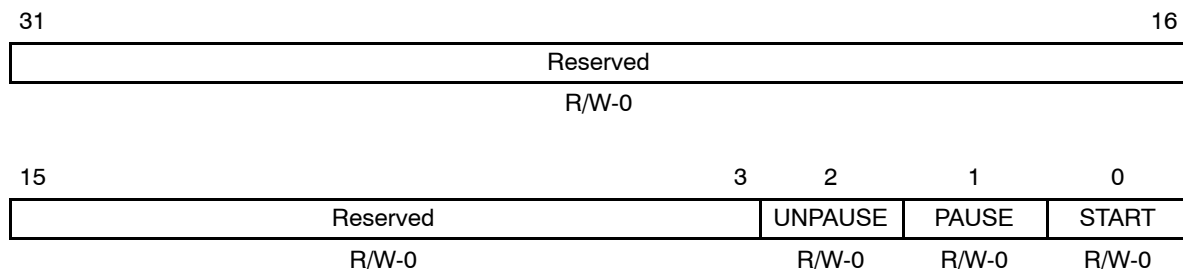 31 16
Reserved
R/W-0
15 3 2 1 0
Reserved UNPAUSE PAUSE START
R/W-0 R/W-0 R/W-0 R/W-0